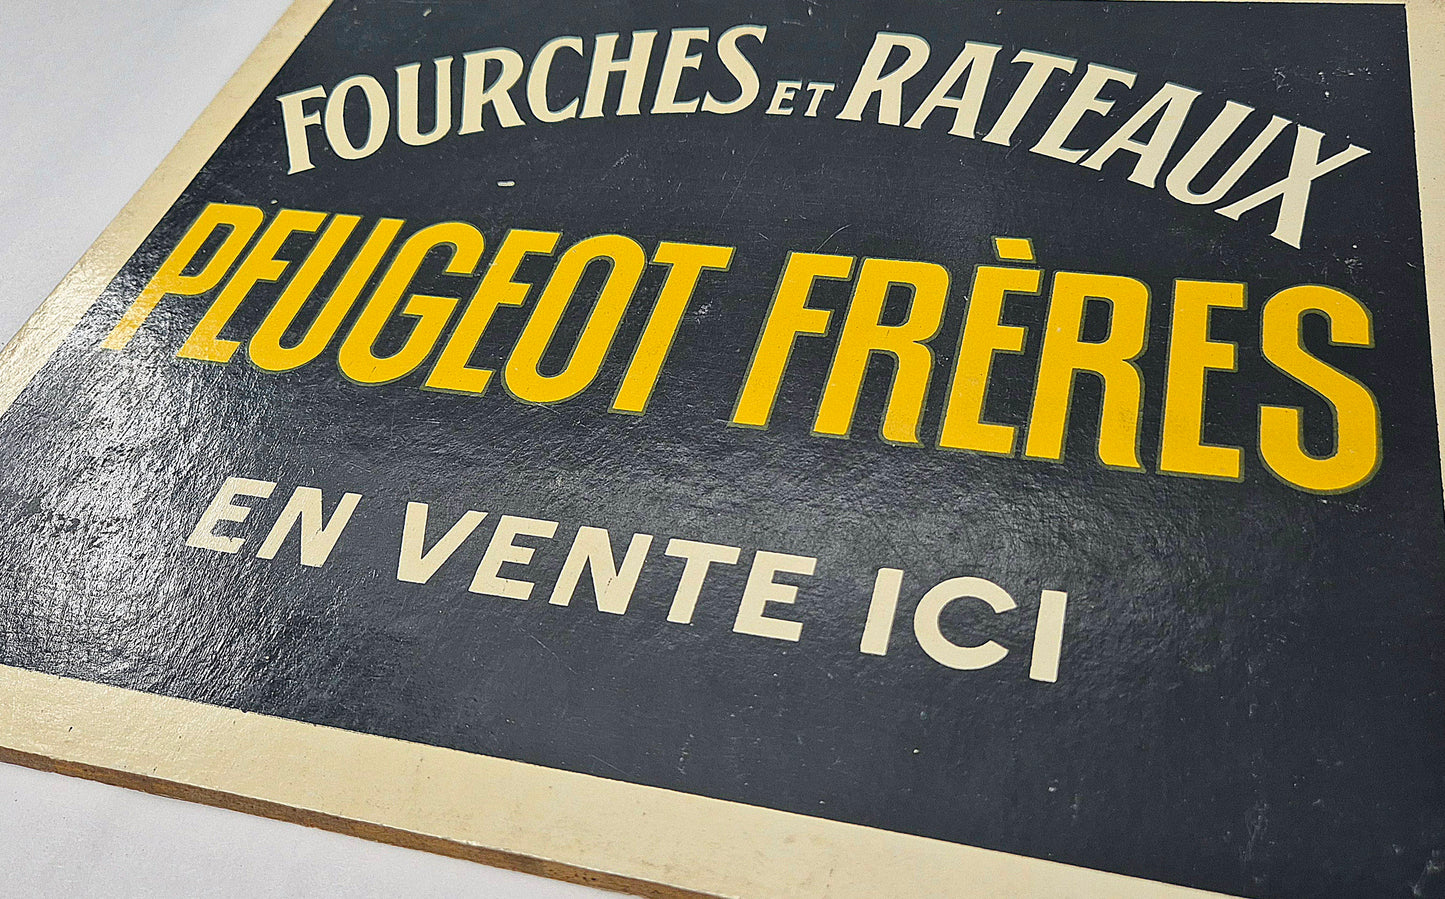 FOURCHES ET RATEAUX
PEUGEOT FRÈRES
EN VENTE ICI